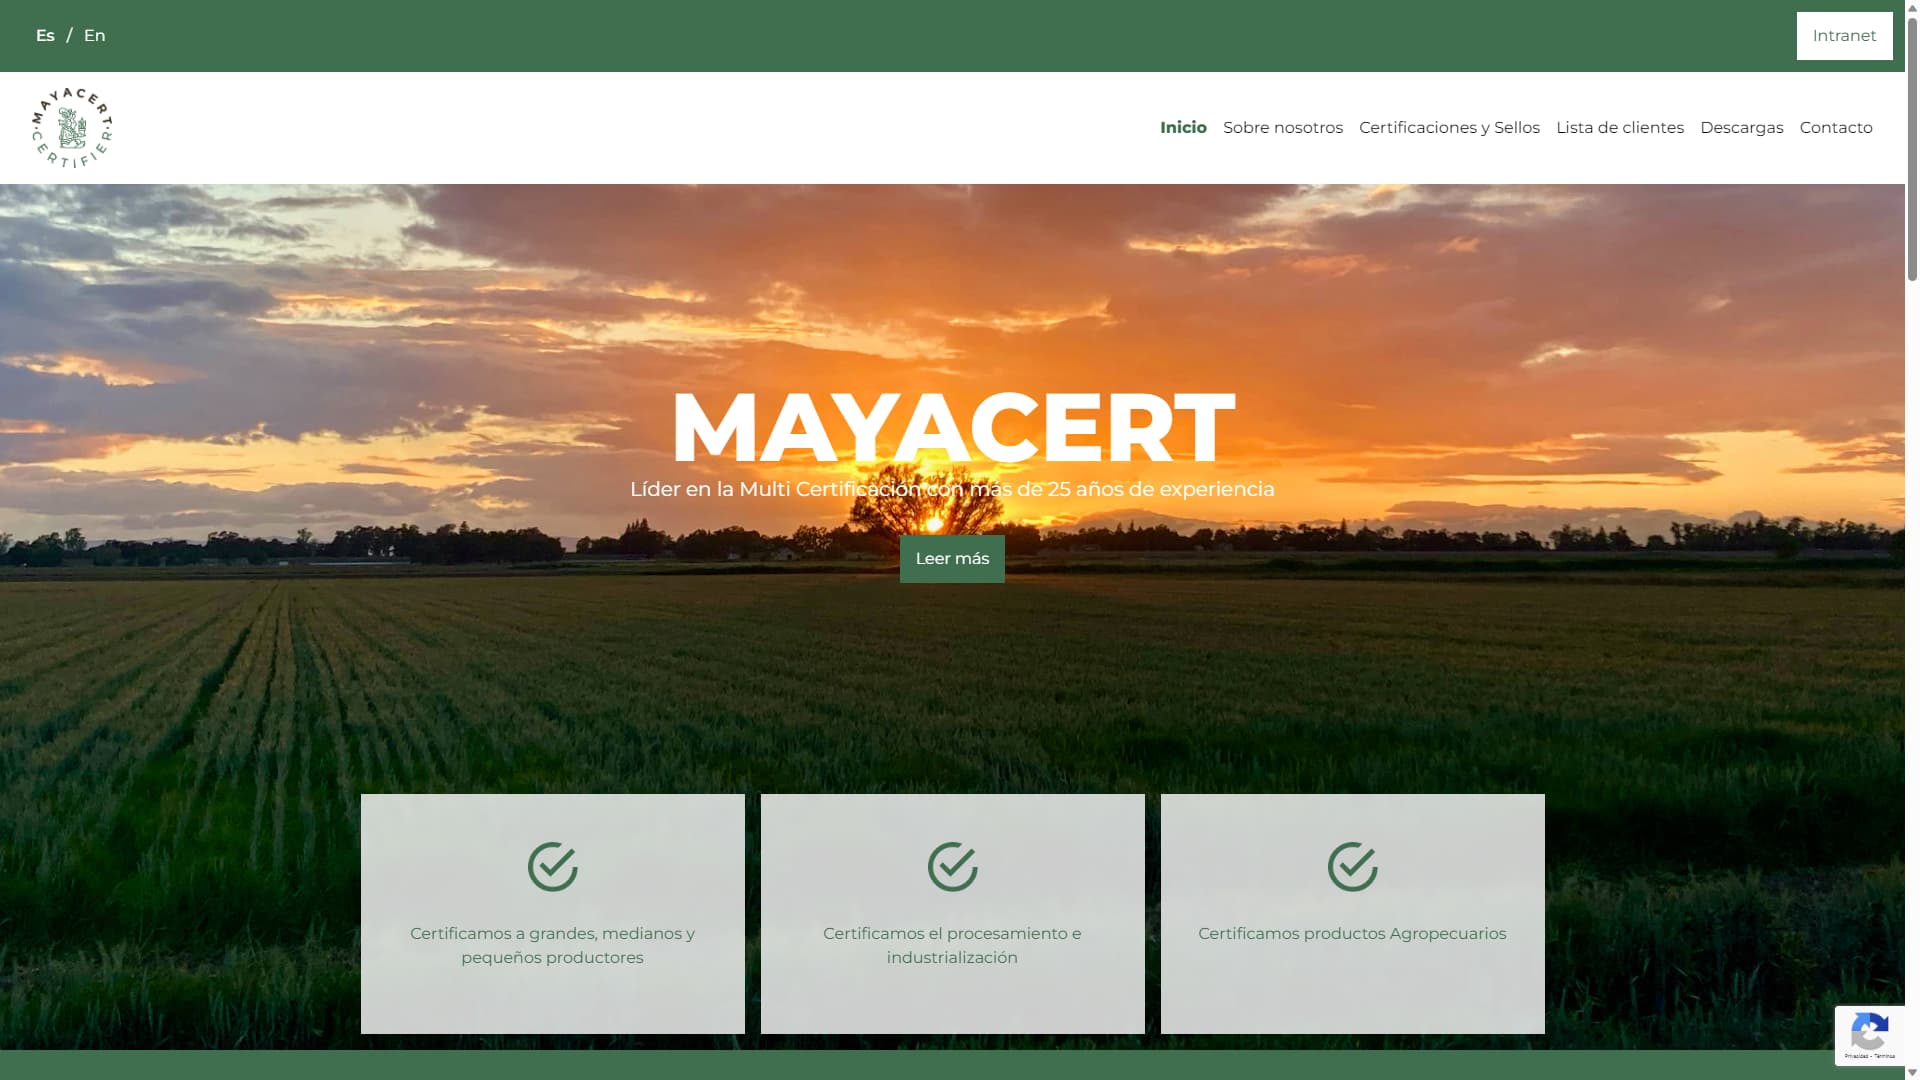 Es / En
Intranet
MAYACERT
CERTIFIER
Inicio Sobre nosotros Certificaciones y Sellos Lista de clientes Descargas Contacto
MAYACERT
Líder en la Multi Certificación con más de 25 años de experiencia
Leer más
Certificamos a grandes, medianos y
pequeños productores
Certificamos el procesamiento e
industrialización
Certificamos productos Agropecuarios
Privacidad - Términos